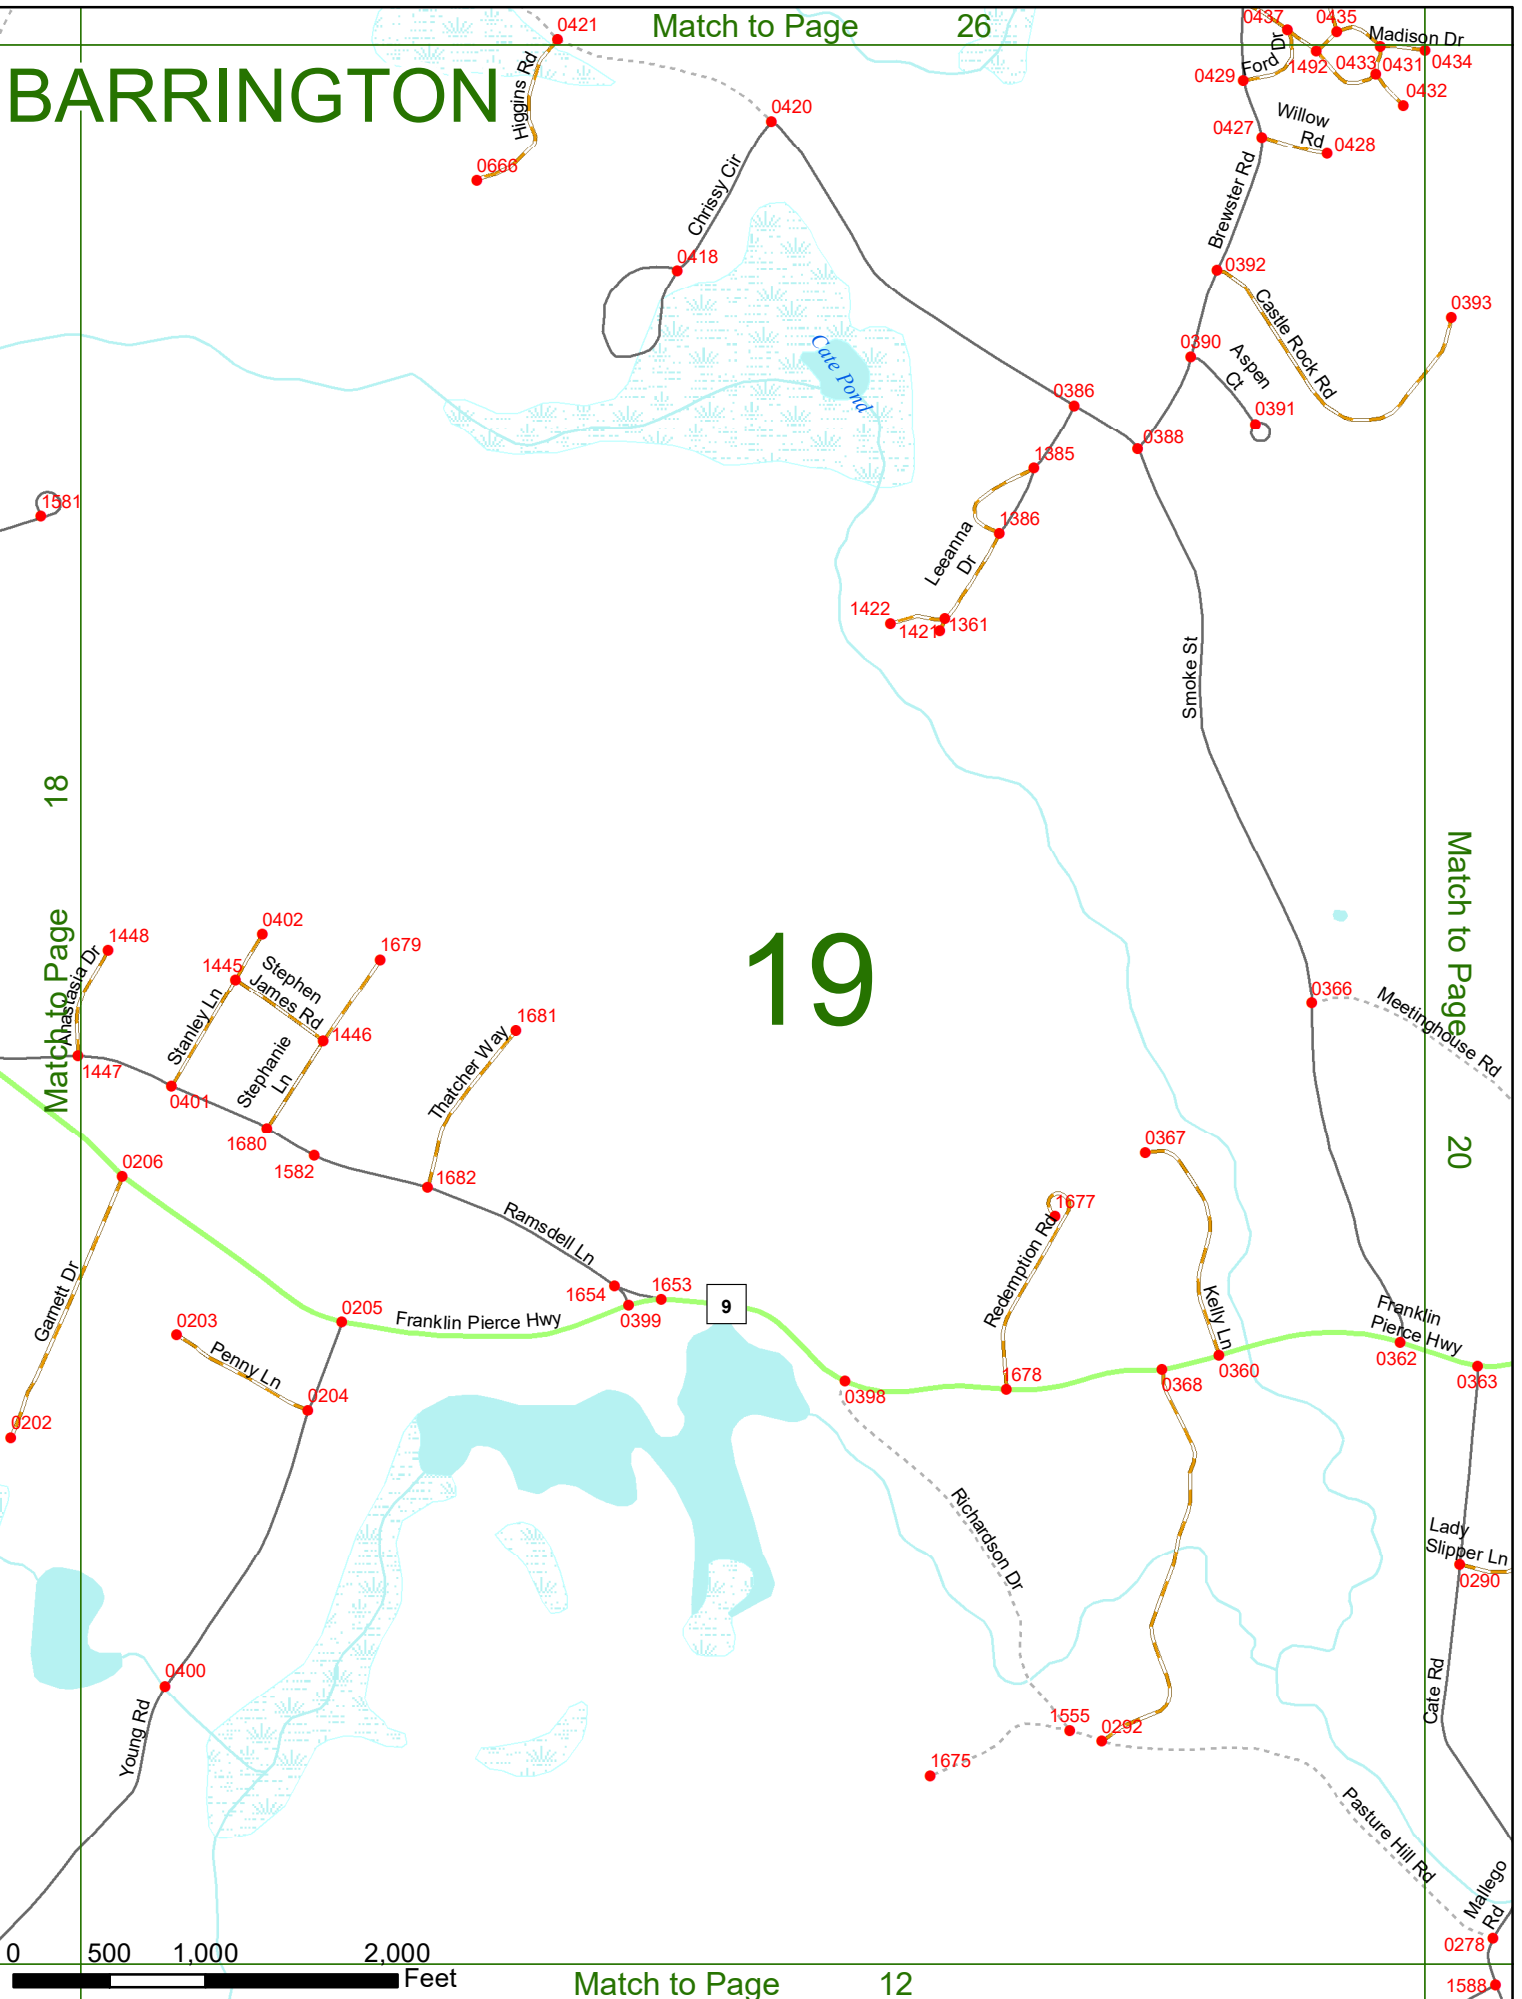 Match to Page 26
BARRINGTON
0421
Higgins Rd
0666
0420
Chrissy Cir
0418
0437
0435
Madison Dr
Ford Dr
0429
1492
0433
0431
0434
0432
Willow
Rd
0427
0428
Brewster Rd
0392
Castle Rock Rd
0393
0390
Aspen
Ct
0391
Cate Pond
0386
0388
1385
1386
Leeanna
Dr
1422
1421
1361
1581
Smoke St
18
Match to Page
Match to Page
20
19
1448
Anastasia Dr
1447
0402
1445
Stephen
James Rd
1679
Stanley Ln
1446
Stephanie
Ln
0401
1680
1582
1681
Thatcher Way
1682
0366
Meetinghouse Rd
0206
Garnett Dr
0202
0203
Penny Ln
0204
0205
Franklin Pierce Hwy
Ramsdell Ln
1654
1653
0399
9
0367
1677
Redemption Rd
Kelly Ln
1678
0398
0368
0360
Franklin
Pierce Hwy
0362
0363
Richardson Dr
Lady
Slipper Ln
0290
0400
Young Rd
Cate Rd
1555
0292
1675
Pasture Hill Rd
Mallego
Rd
0278
1588
0 500 1,000 2,000
Feet
Match to Page 12